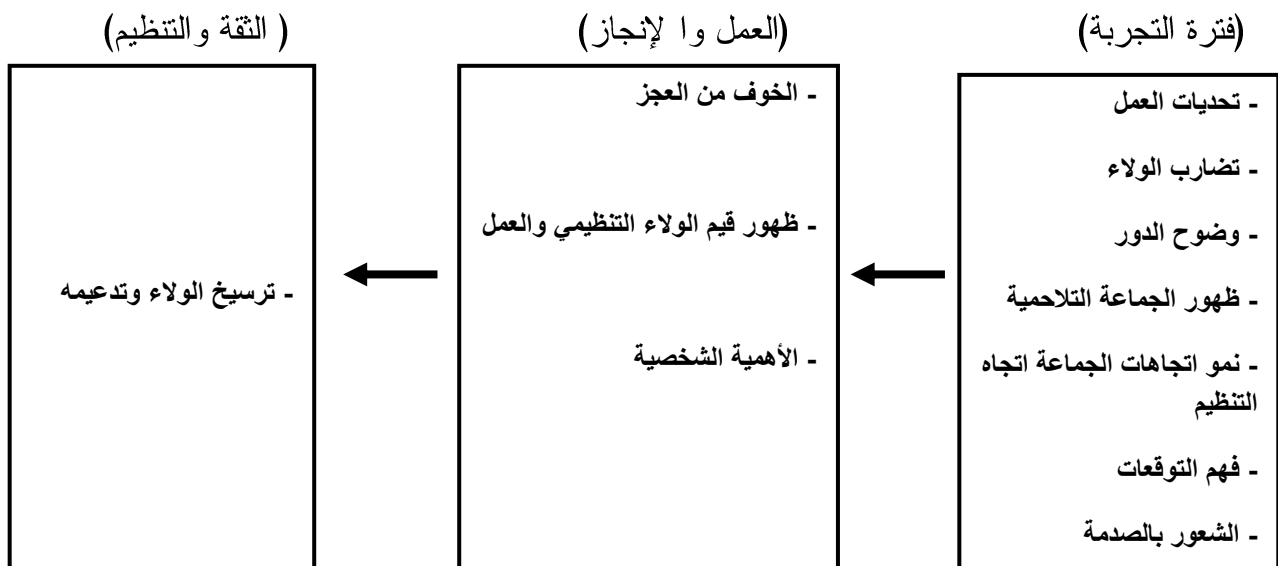 (فترة التجربة)
- تحديات العمل
- تضارب الولاء
- وضوح الدور
- ظهور الجماعة التلاحمية
- نمو اتجاهات الجماعة اتجاه
التنظيم
- فهم التوقعات
- الشعور بالصدمة
(العمل وا لإنجاز)
- الخوف من العجز
- ظهور قيم الولاء التنظيمي والعمل
- الأهمية الشخصية
( الثقة والتنظيم)
- ترسيخ الولاء وتدعيمه